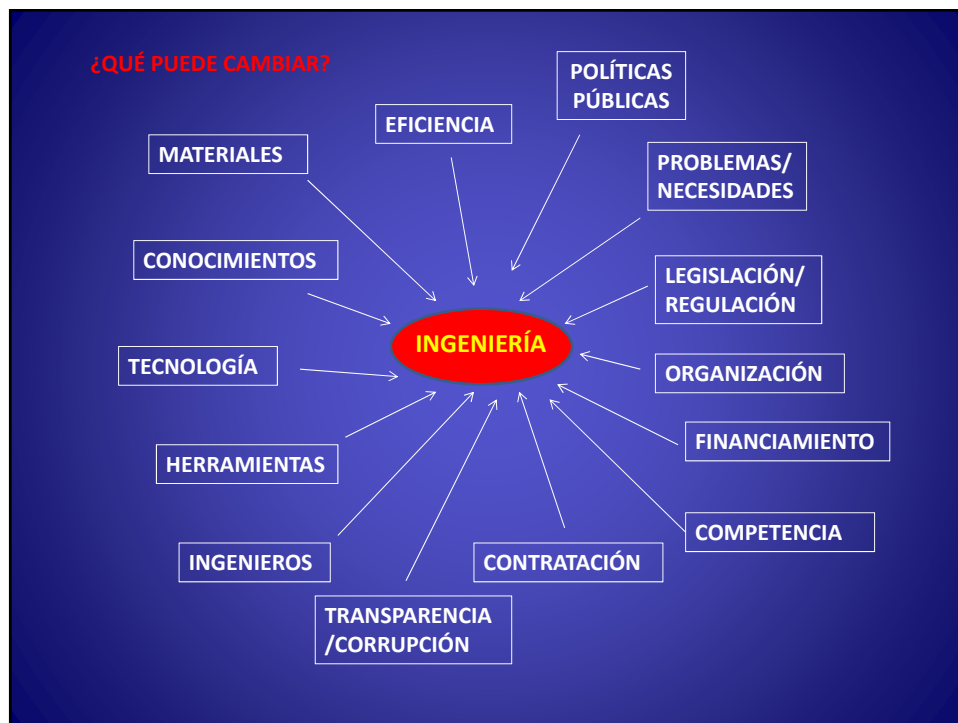 ¿QUÉ PUEDE CAMBIAR?
POLÍTICAS
PÚBLICAS
EFICIENCIA
MATERIALES
PROBLEMAS/
NECESIDADES
CONOCIMIENTOS
LEGISLACIÓN/
REGULACIÓN
INGENIERÍA
TECNOLOGÍA
ORGANIZACIÓN
FINANCIAMIENTO
HERRAMIENTAS
COMPETENCIA
INGENIEROS
CONTRATACIÓN
TRANSPARENCIA
/CORRUPCIÓN